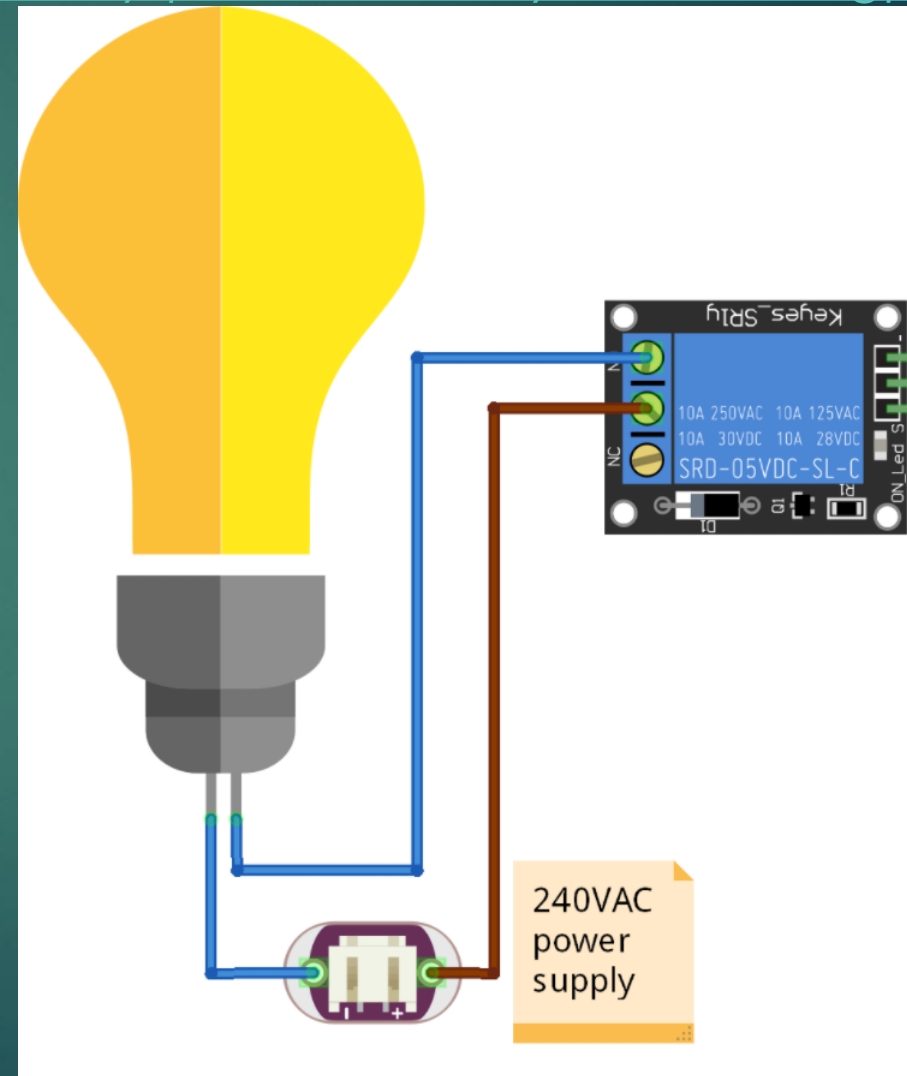 Keyes_SR1y
N
10A 250VAC 10A 125VAC
10A 30VDC 10A 28VDC
NC
SRD-05VDC-SL-C
-
S
ON_Led
D1
Q1
R1
240VAC
power
supply
- +